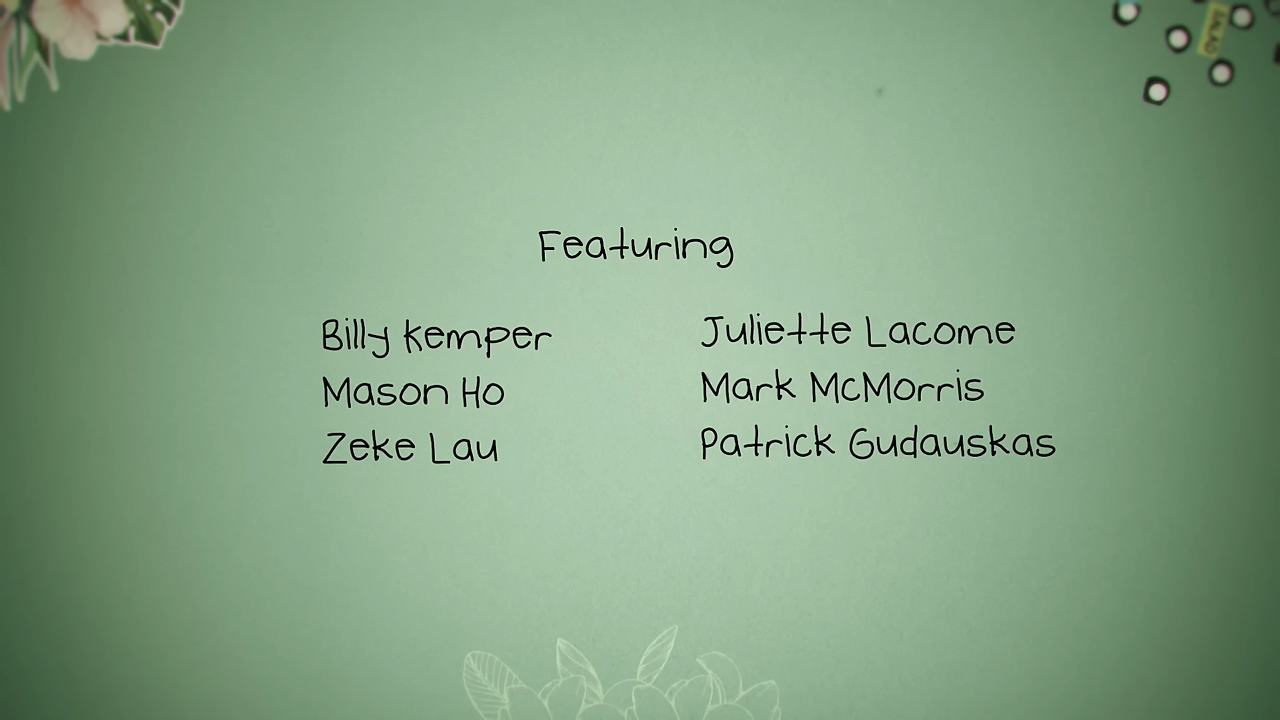 Featuring
Billy Kemper
Mason Ho
Zeke Lau
Juliette Lacome
Mark McMorris
Patrick Gudauskas